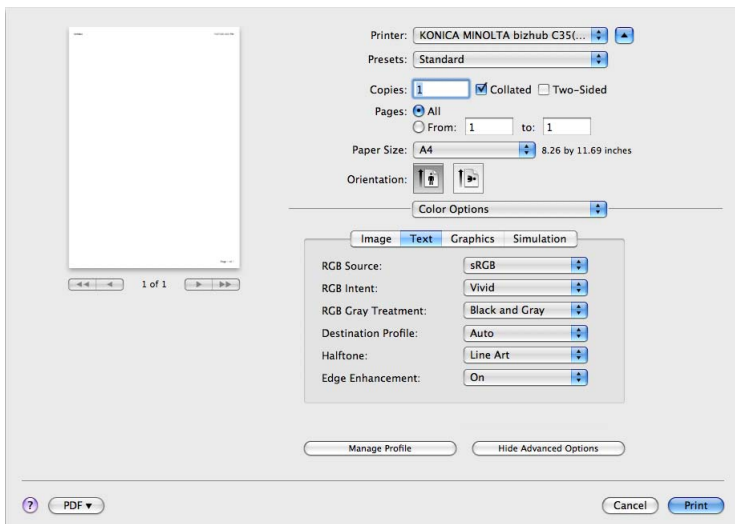 Printer: KONICA MINOLTA bizhub C35(...
Presets: Standard
Copies: 1 Collated Two-Sided
Pages: All
From: 1 to: 1
Paper Size: A4 8.26 by 11.69 inches
Orientation:
Color Options
Image Text Graphics Simulation
RGB Source: sRGB
RGB Intent: Vivid
RGB Gray Treatment: Black and Gray
Destination Profile: Auto
Halftone: Line Art
Edge Enhancement: On
1 of 1
Manage Profile Hide Advanced Options
? PDF ▼ Cancel Print